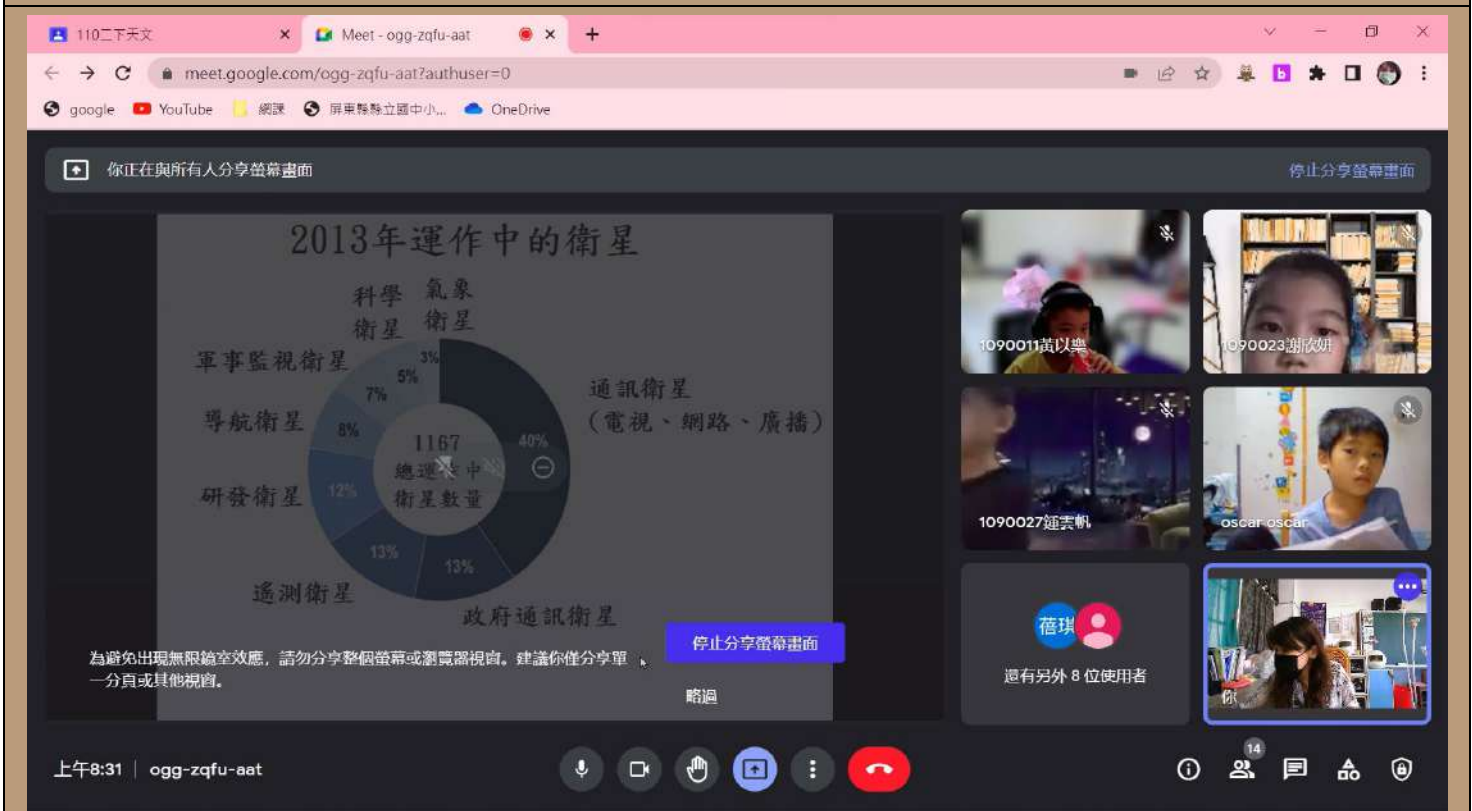 110二下天文
Meet - ogg-zqfu-aat
meet.google.com/ogg-zqfu-aat?authuser=0
google
YouTube
網課
屏東縣縣立國中小...
OneDrive
你正在與所有人分享螢幕畫面
停止分享螢幕畫面
2013年運作中的衛星
科學
衛星
氣象
衛星
軍事監視衛星
導航衛星
研發衛星
遙測衛星
政府通訊衛星
通訊衛星
(電視、網路、廣播)
3%
5%
7%
8%
12%
13%
13%
40%
1167
總運作中
衛星數量
為避免出現無限鏡室效應，請勿分享整個螢幕或瀏覽器視窗。建議你僅分享單
一分頁或其他視窗。
停止分享螢幕畫面
略過
1090011黃以樂
1090023謝欣妍
1090027鍾雲帆
oscar oscar
蓓琪
還有另外 8 位使用者
你
上午8:31 | ogg-zqfu-aat
14